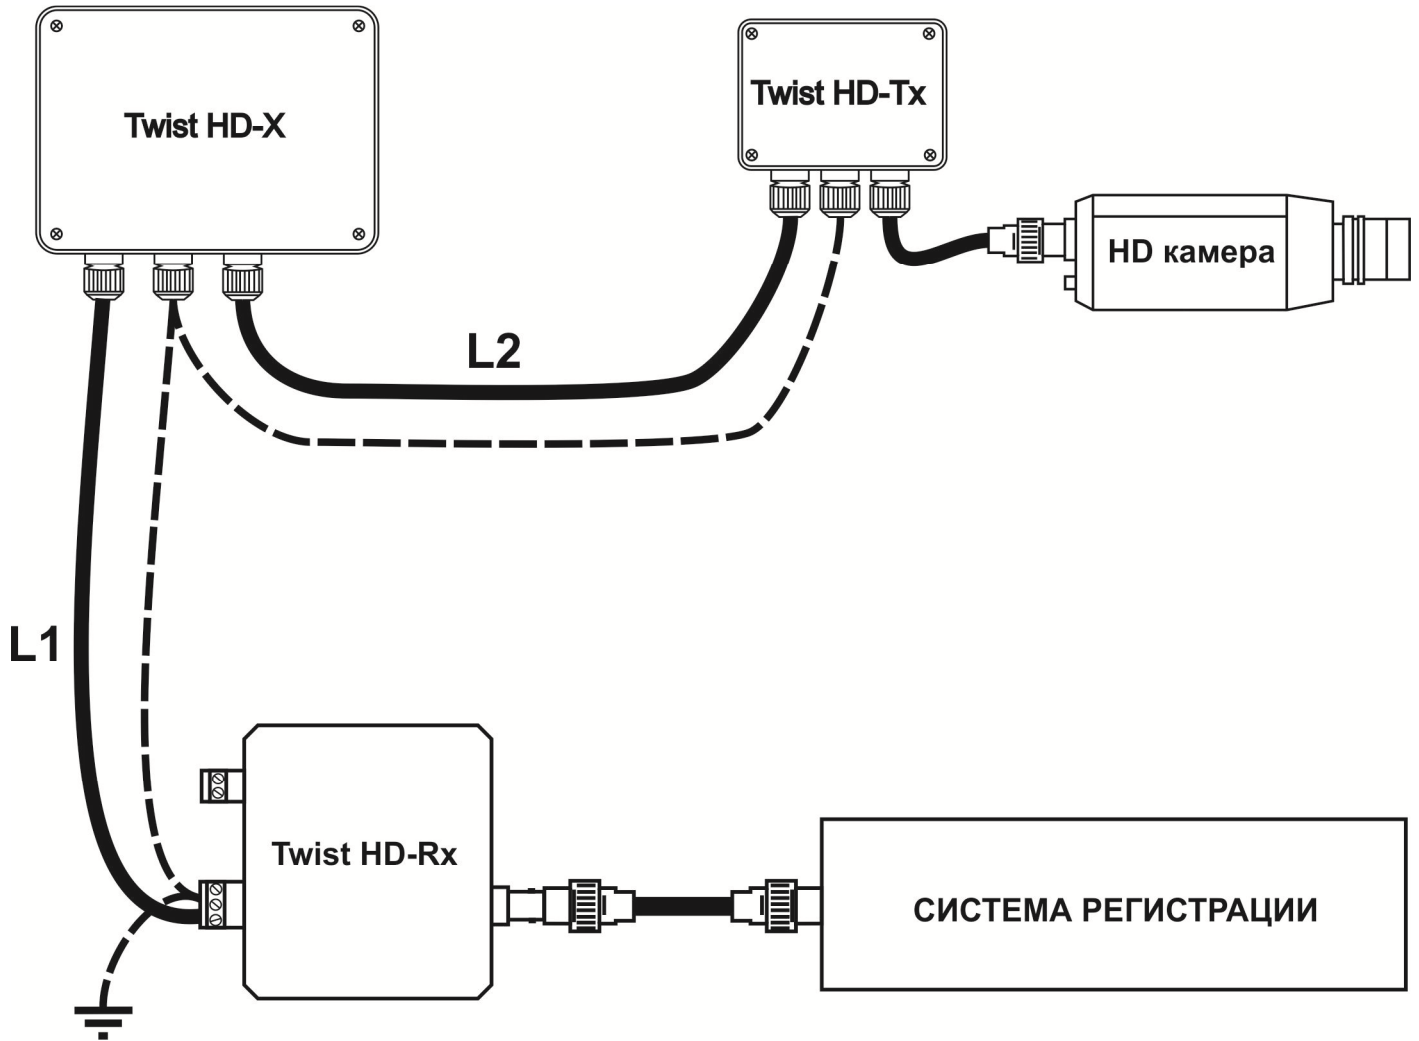 Twist HD-X
Twist HD-Tx
HD камера
L2
L1
Twist HD-Rx
СИСТЕМА РЕГИСТРАЦИИ